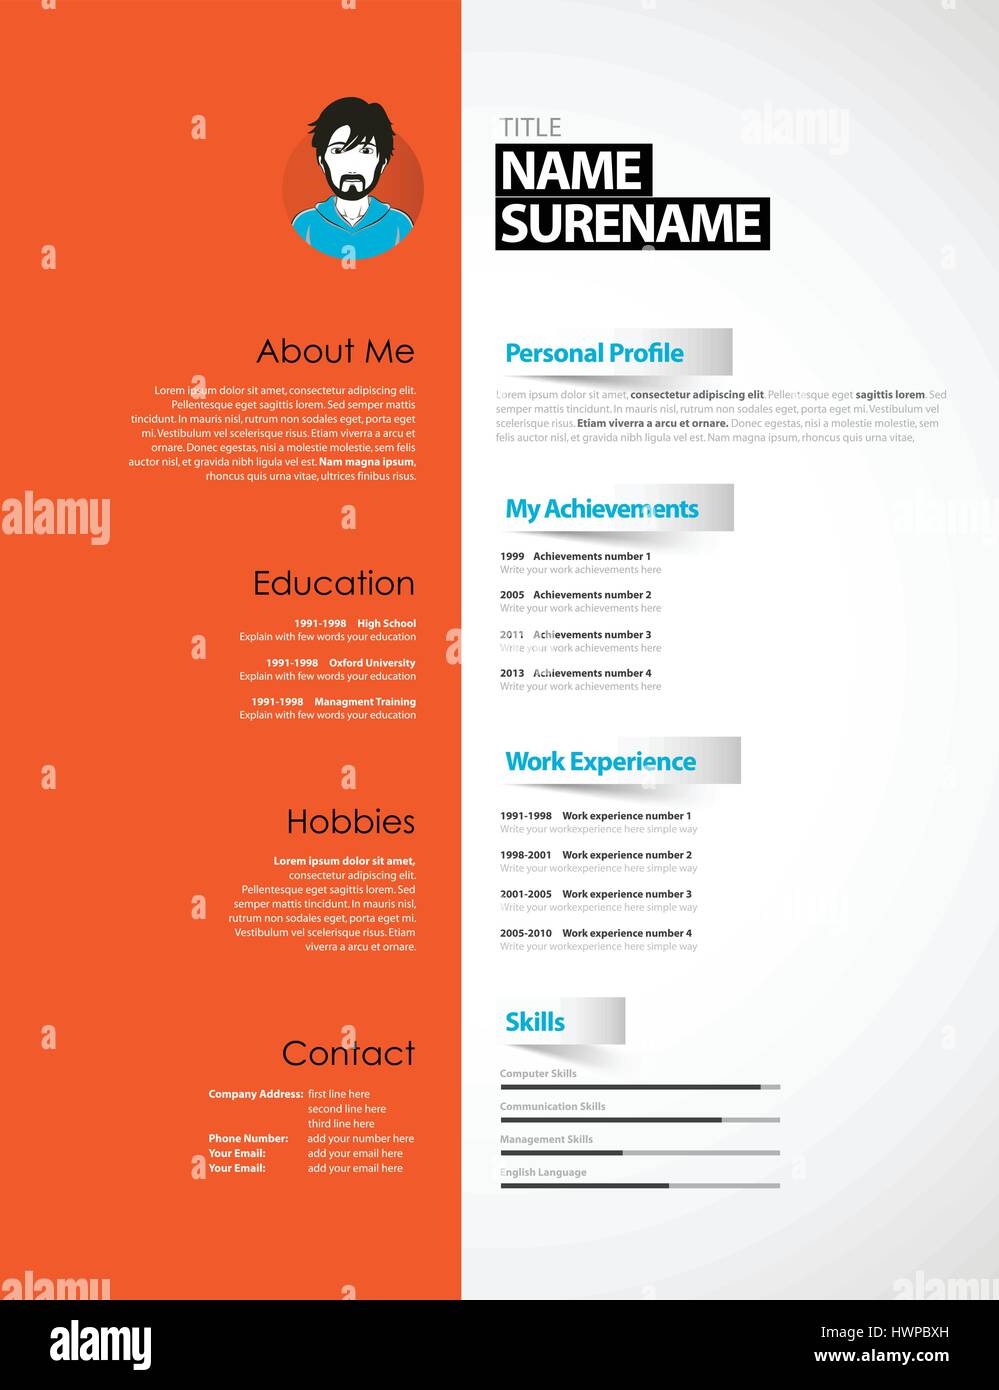 About Me
Lorem ipsum dolor sit amet, consectetur adipiscing elit.
Pellentesque eget sagittis lorem. Sed semper mattis
tincidunt. In mauris nisl, rutrum non sodales eget, porta eget
mi. Vestibulum vel scelerisque risus. Etiam viverra a arcu et
ornare. Donec egestas, nisi a molestie molestie, sem felis
auctor nisl, et gravida nibh ligula vel est. Nam magna ipsum,
rhoncus quis urna vitae, ultrices finibus risus.
Education
1991-1998 High School
Explain with few words your education
1991-1998 Oxford University
Explain with few words your education
1991-1998 Managment Training
Explain with few words your education
Hobbies
Lorem ipsum dolor sit amet,
consectetur adipiscing elit.
Pellentesque eget sagittis lorem. Sed
semper mattis tincidunt. In mauris nisl,
rutrum non sodales eget, porta eget mi.
Vestibulum vel scelerisque risus. Etiam
viverra a arcu et ornare.
Contact
Company Address: first line here
second line here
third line here
Phone Number: add your number here
Your Email: add your email here
Your Email: add your email here
TITLE
NAME
SURENAME
Personal Profile
Lorem ipsum dolor sit amet, consectetur adipiscing elit. Pellentesque eget sagittis lorem. Sed
semper mattis tincidunt. In mauris nisl, rutrum non sodales eget, porta eget mi. Vestibulum vel
scelerisque risus. Etiam viverra a arcu et ornare. Donec egestas, nisi a molestie molestie, sem
felis auctor nisl, et gravida nibh ligula vel est. Nam magna ipsum, rhoncus quis urna vitae,
My Achievements
1999 Achievements number 1
Write your work achievements here
2005 Achievements number 2
Write your work achievements here
2011 Achievements number 3
Write your work achievements here
2013 Achievements number 4
Write your work achievements here
Work Experience
1991-1998 Work experience number 1
Write your workexperience here simple way
1998-2001 Work experience number 2
Write your workexperience here simple way
2001-2005 Work experience number 3
Write your workexperience here simple way
2005-2010 Work experience number 4
Write your workexperience here simple way
Skills
Computer Skills
Communication Skills
Management Skills
English Language
alamy
alamy
alamy
alamy
alamy
a
a
a
a
a
a
a
a
a
a
a
a
a
alamy
Image ID: HWPBXH
www.alamy.com